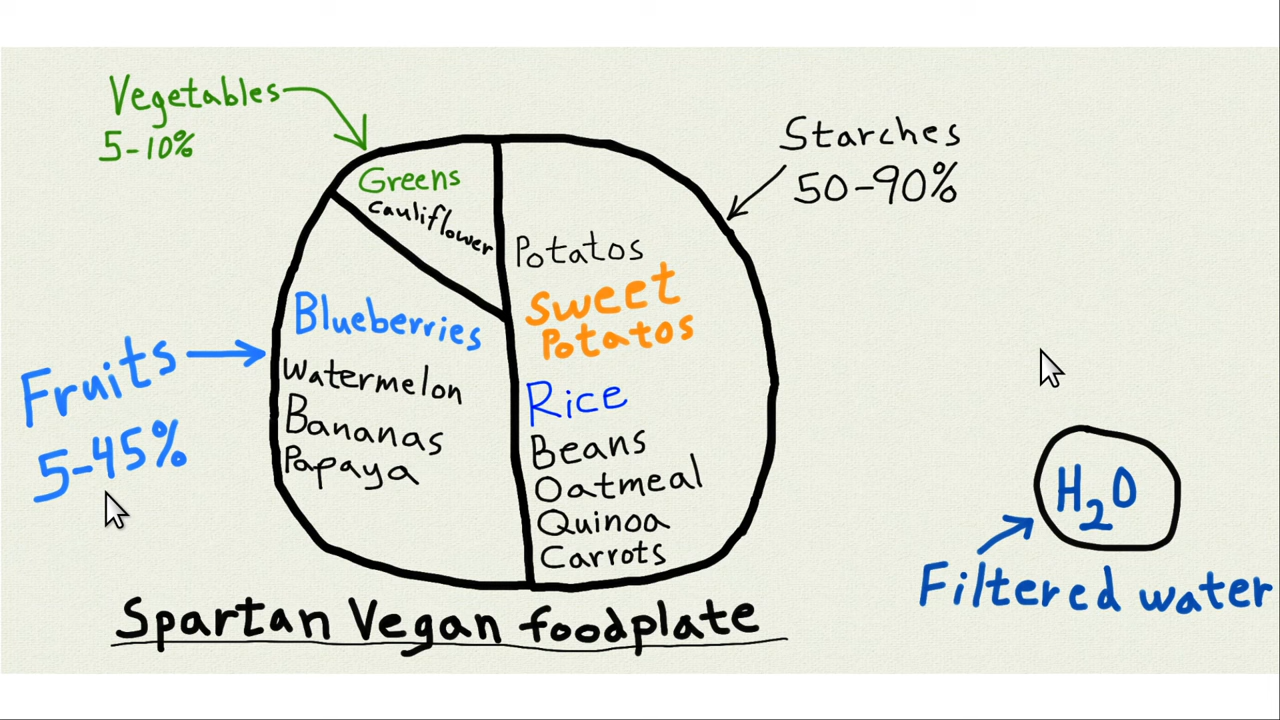 Vegetables
5-10%
Greens
Cauliflower
Starches
50-90%
Potatos
Sweet
Potatos
Rice
Beans
Oatmeal
Quinoa
Carrots
Fruits
5-45%
Blueberries
Watermelon
Bananas
Papaya
H2O
Filtered water
Spartan Vegan foodplate